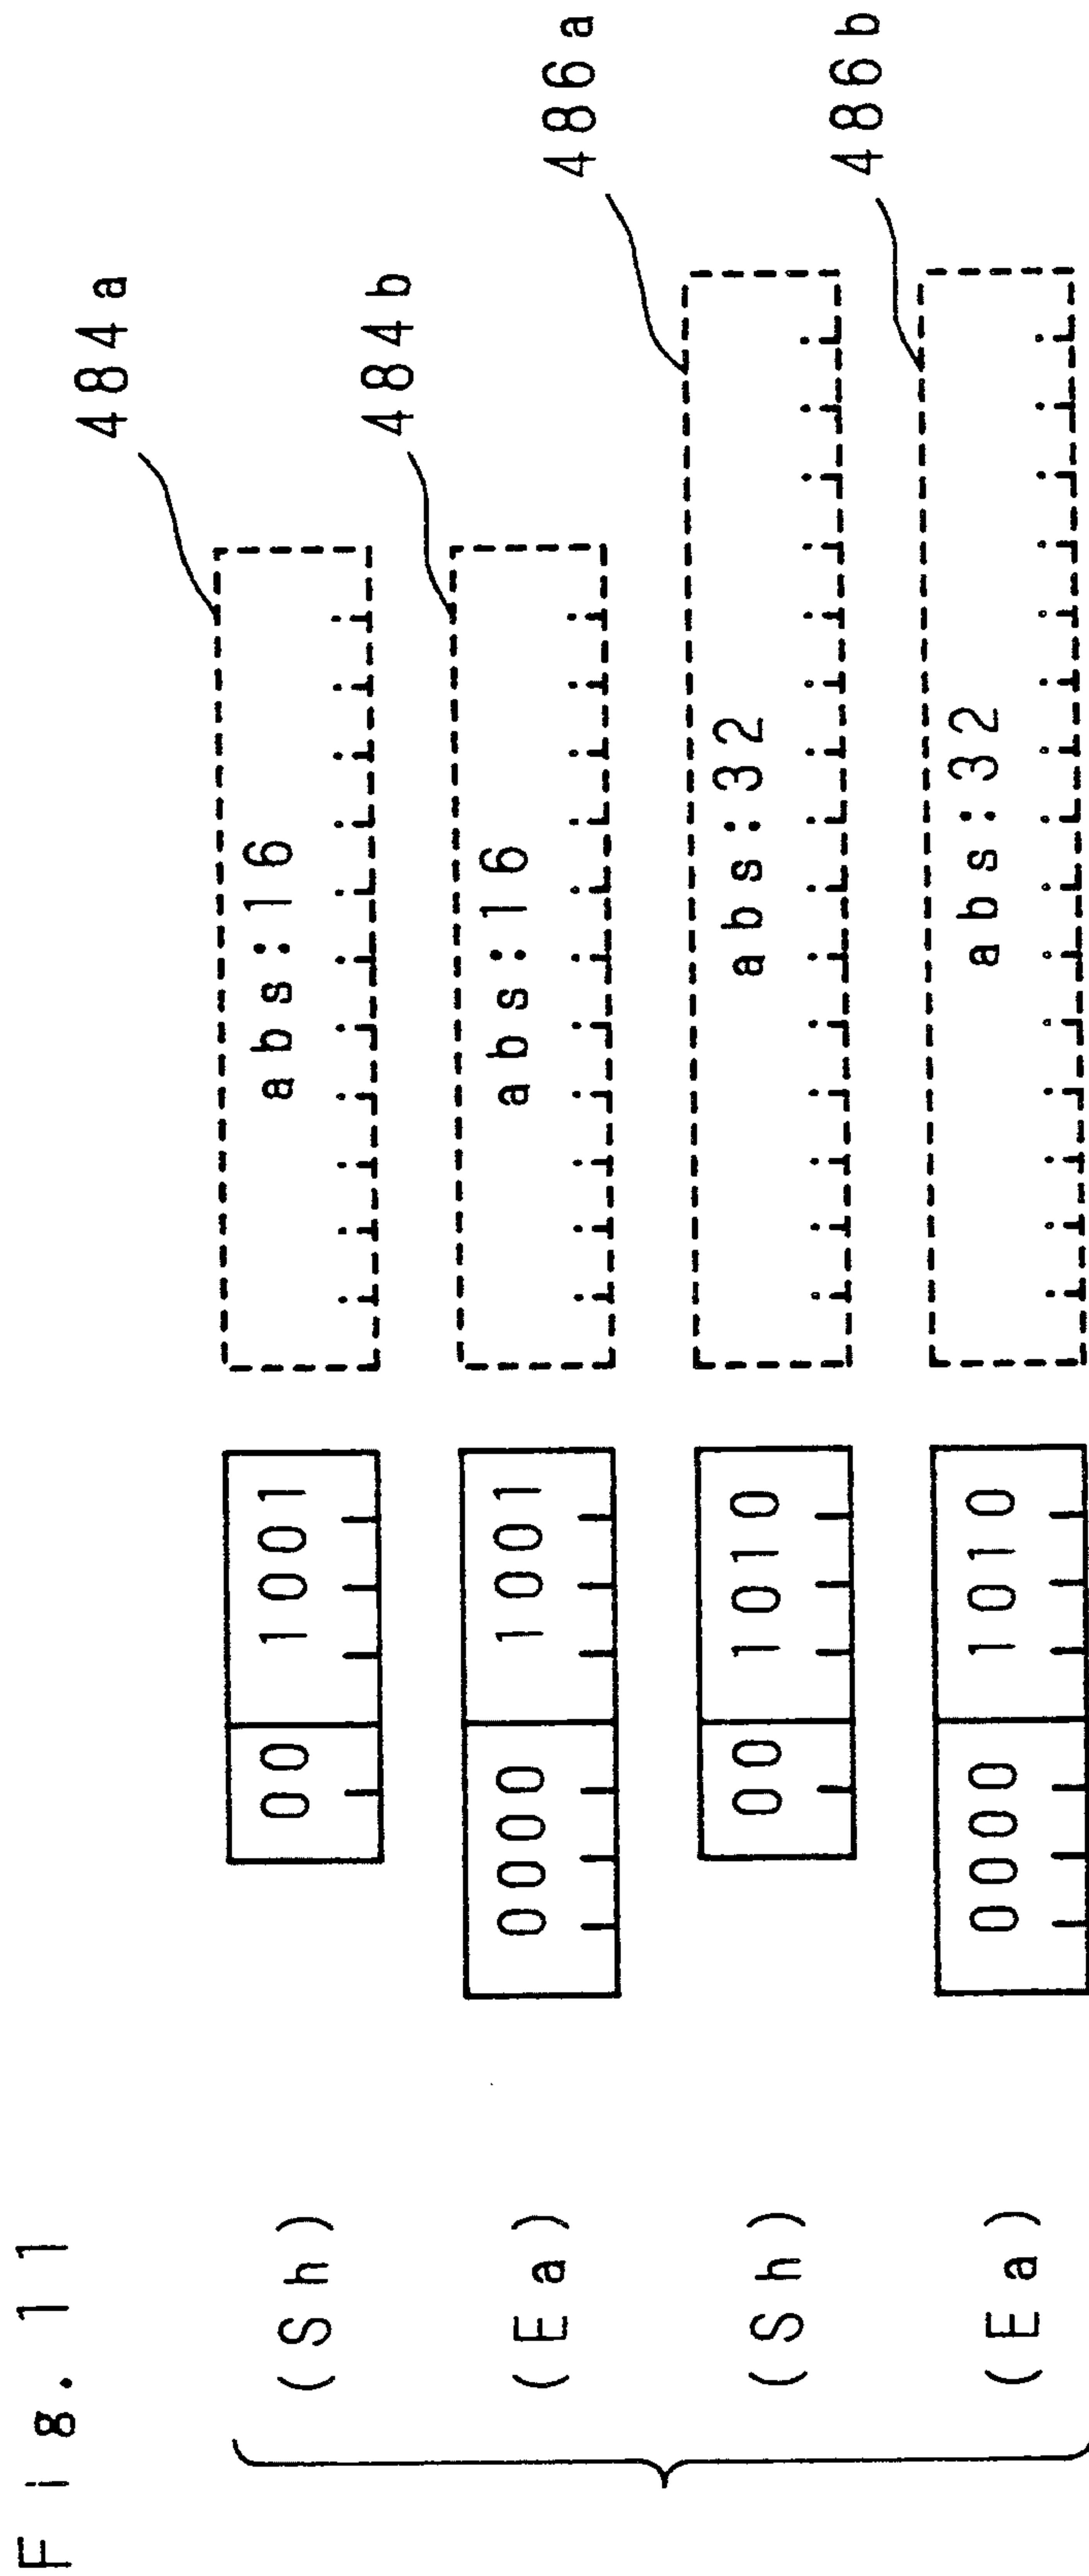 Fig. 11
(Sh) 00 1001 abs:16 484a
(Ea) 0000 1001 abs:16 484b
(Sh) 00 1010 abs:32 486a
(Ea) 0000 1010 abs:32 486b